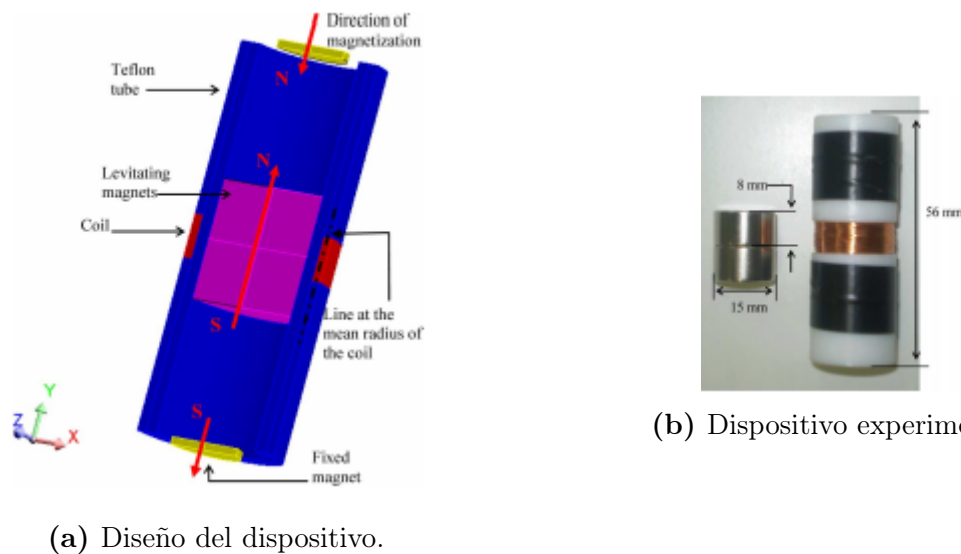 Direction of
magnetization
N
Teflon
tube
N
Levitating
magnets
Coil
S
Line at the
mean radius of
the coil
Y
Z
X
S
Fixed
magnet
(a) Diseño del dispositivo.
8 mm
56 mm
15 mm
(b) Dispositivo experime